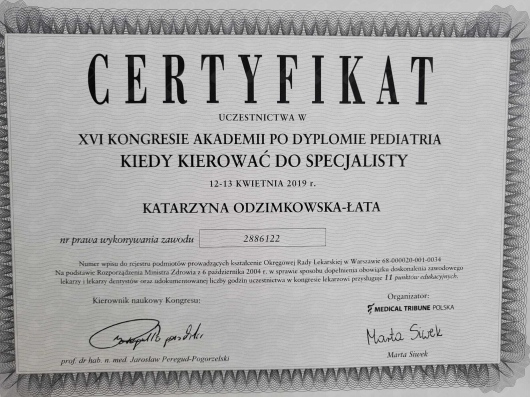 CERTYFIKAT
UCZESTNICTWA W
XVI KONGRESIE AKADEMII PO DYPLOMIE PEDIATRIA
KIEDY KIEROWAĆ DO SPECJALISTY
12-13 KWIETNIA 2019 r.
KATARZYNA ODZIMKOWSKA-ŁATA
nr prawa wykonywania zawodu 2886122
Numer wpisu do rejestru podmiotów prowadzących kształcenie Okręgowej Rady Lekarskiej w Warszawie 68-000020-001-0034
Na podstawie Rozporządzenia Ministra Zdrowia z 6 października 2004 r. w sprawie sposobu dopełnienia obowiązku doskonalenia zawodowego
lekarzy i lekarzy dentystów oraz udokumentowanej liczby godzin uczestnictwa w kongresie lekarzowi przysługuje 11 punktów edukacyjnych.
Kierownik naukowy Kongresu:
prof. dr hab. n. med. Jarosław Peregud-Pogorzelski
Organizator:
MEDICAL TRIBUNE POLSKA
Marta Siwek
Marta Siwek